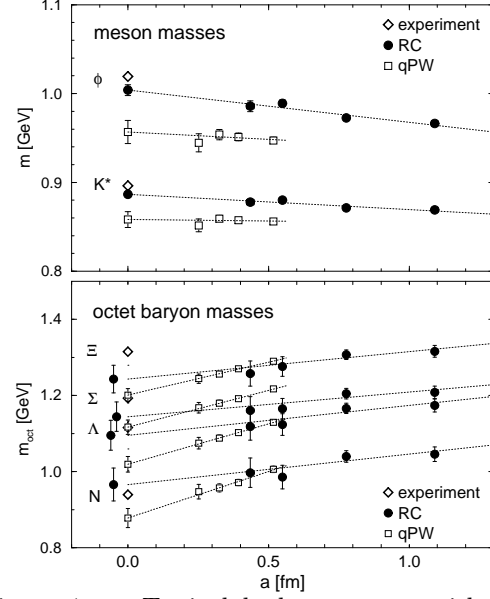 1.1
meson masses
experiment
RC
qPW
ϕ
1.0
m [GeV]
0.9
K*
0.8
octet baryon masses
Ξ
1.4
Σ
1.2
Λ
m_oct [GeV]
1.0
N
experiment
RC
qPW
0.8
0.0 0.5 1.0
a [fm]